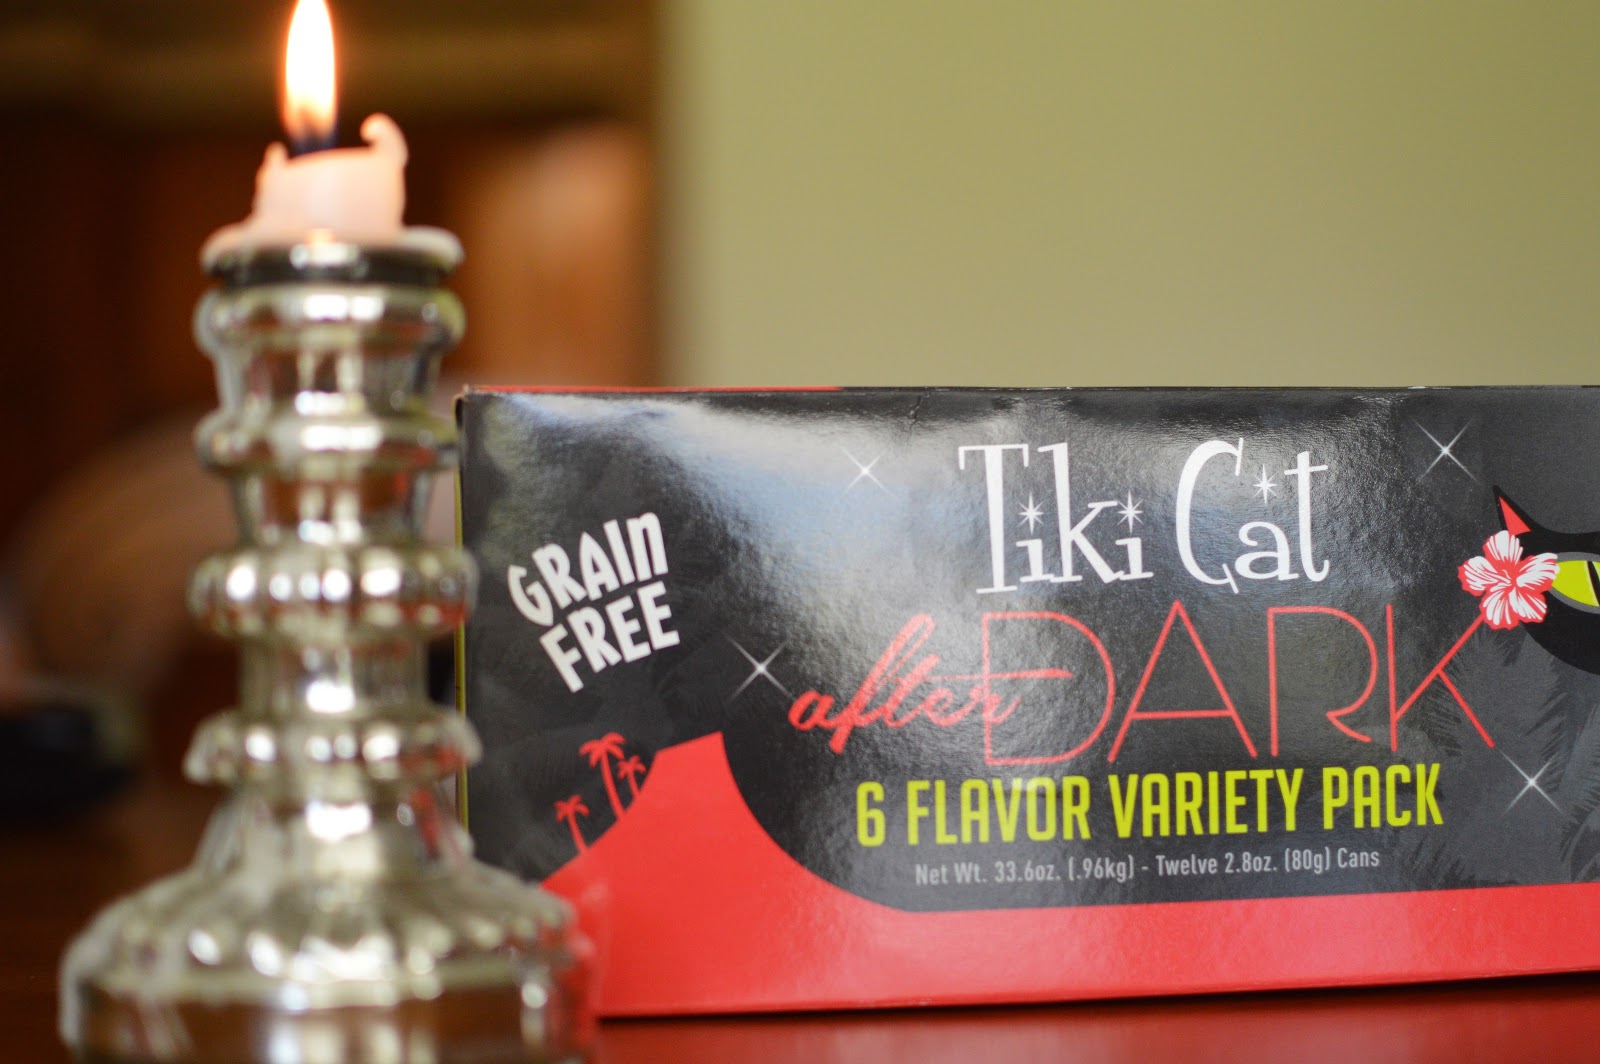 GRAIN
FREE
Tiki Cat
after DARK
6 FLAVOR VARIETY PACK
Net Wt. 33.6oz. (.96kg) - Twelve 2.8oz. (80g) Cans